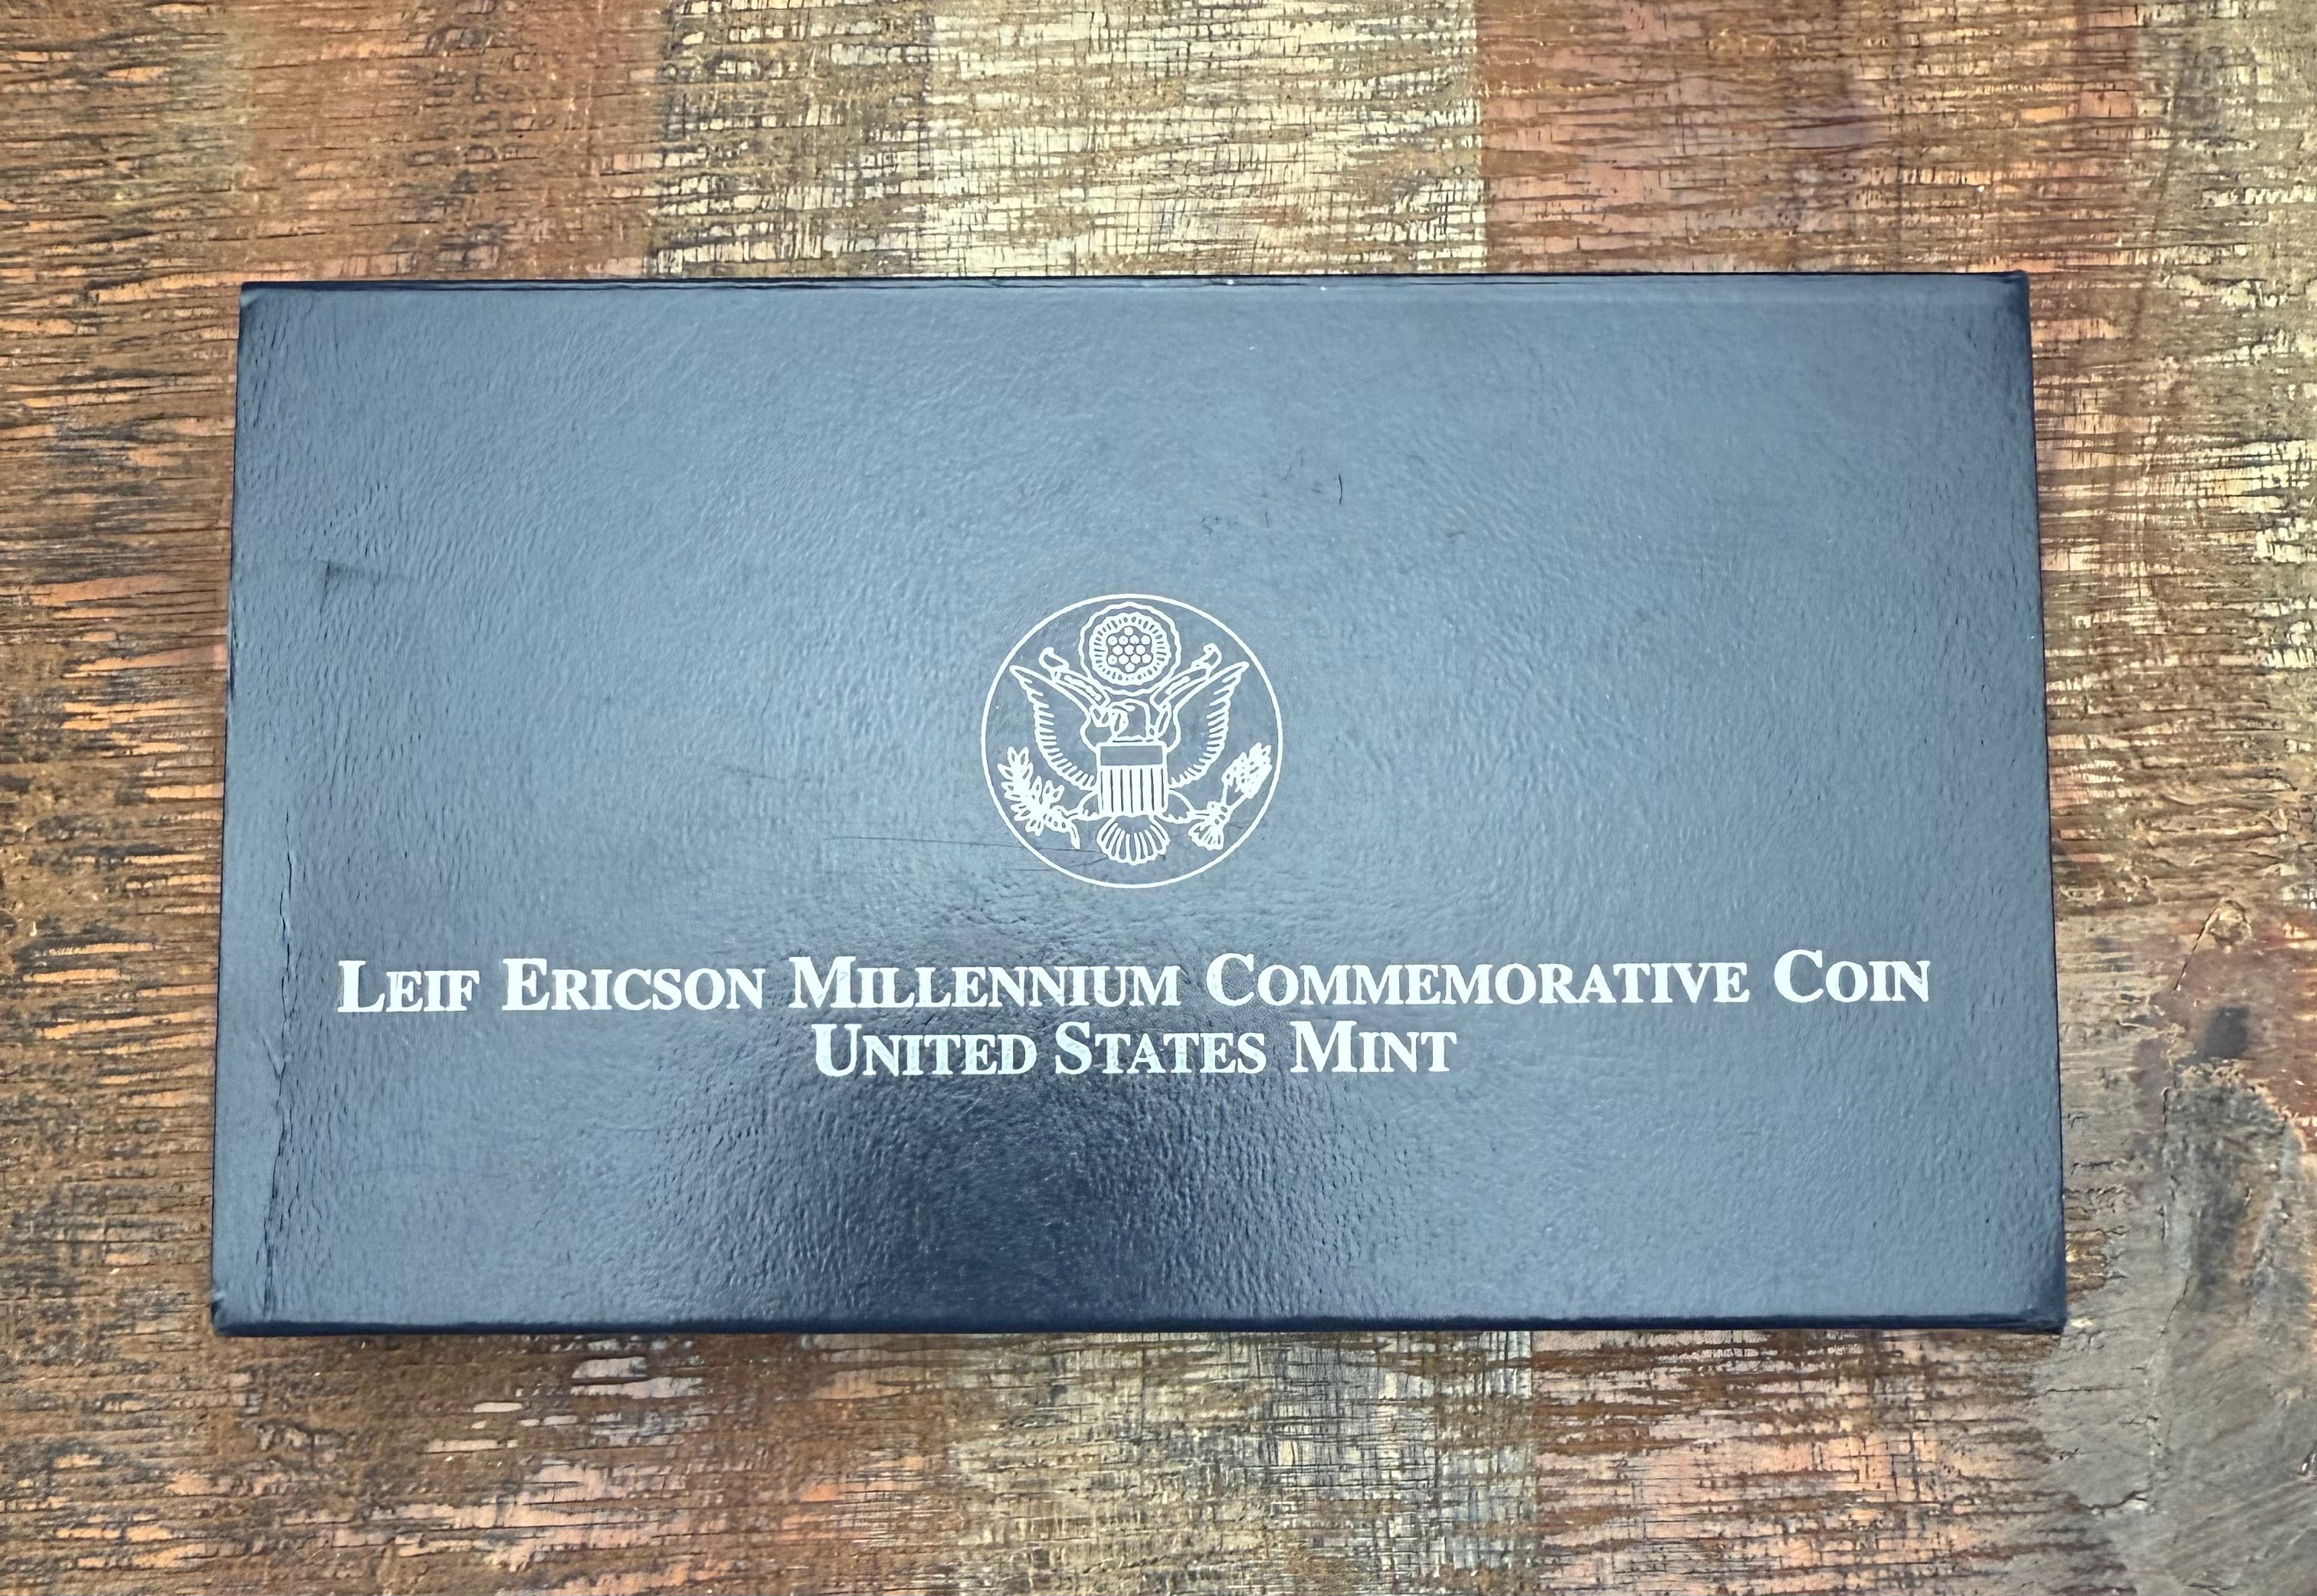 LEIF ERICSON MILLENNIUM COMMEMORATIVE COIN
UNITED STATES MINT